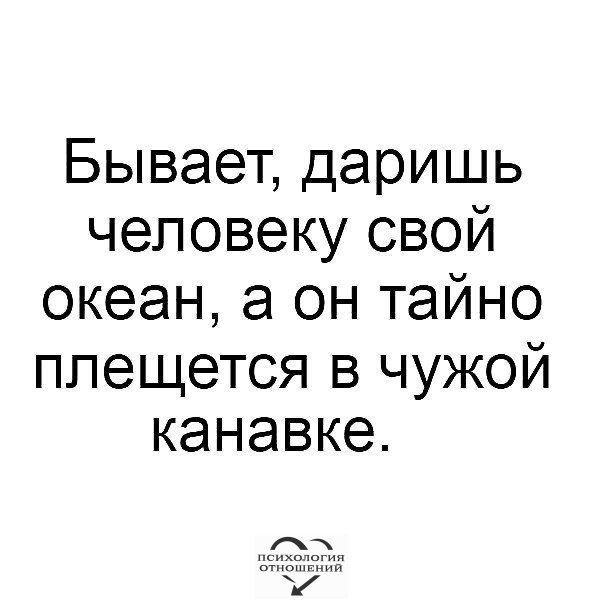 Бывает, даришь
человеку свой
океан, а он тайно
плещется в чужой
канавке.
ПСИХОЛОГИЯ
ОТНОШЕНИЙ